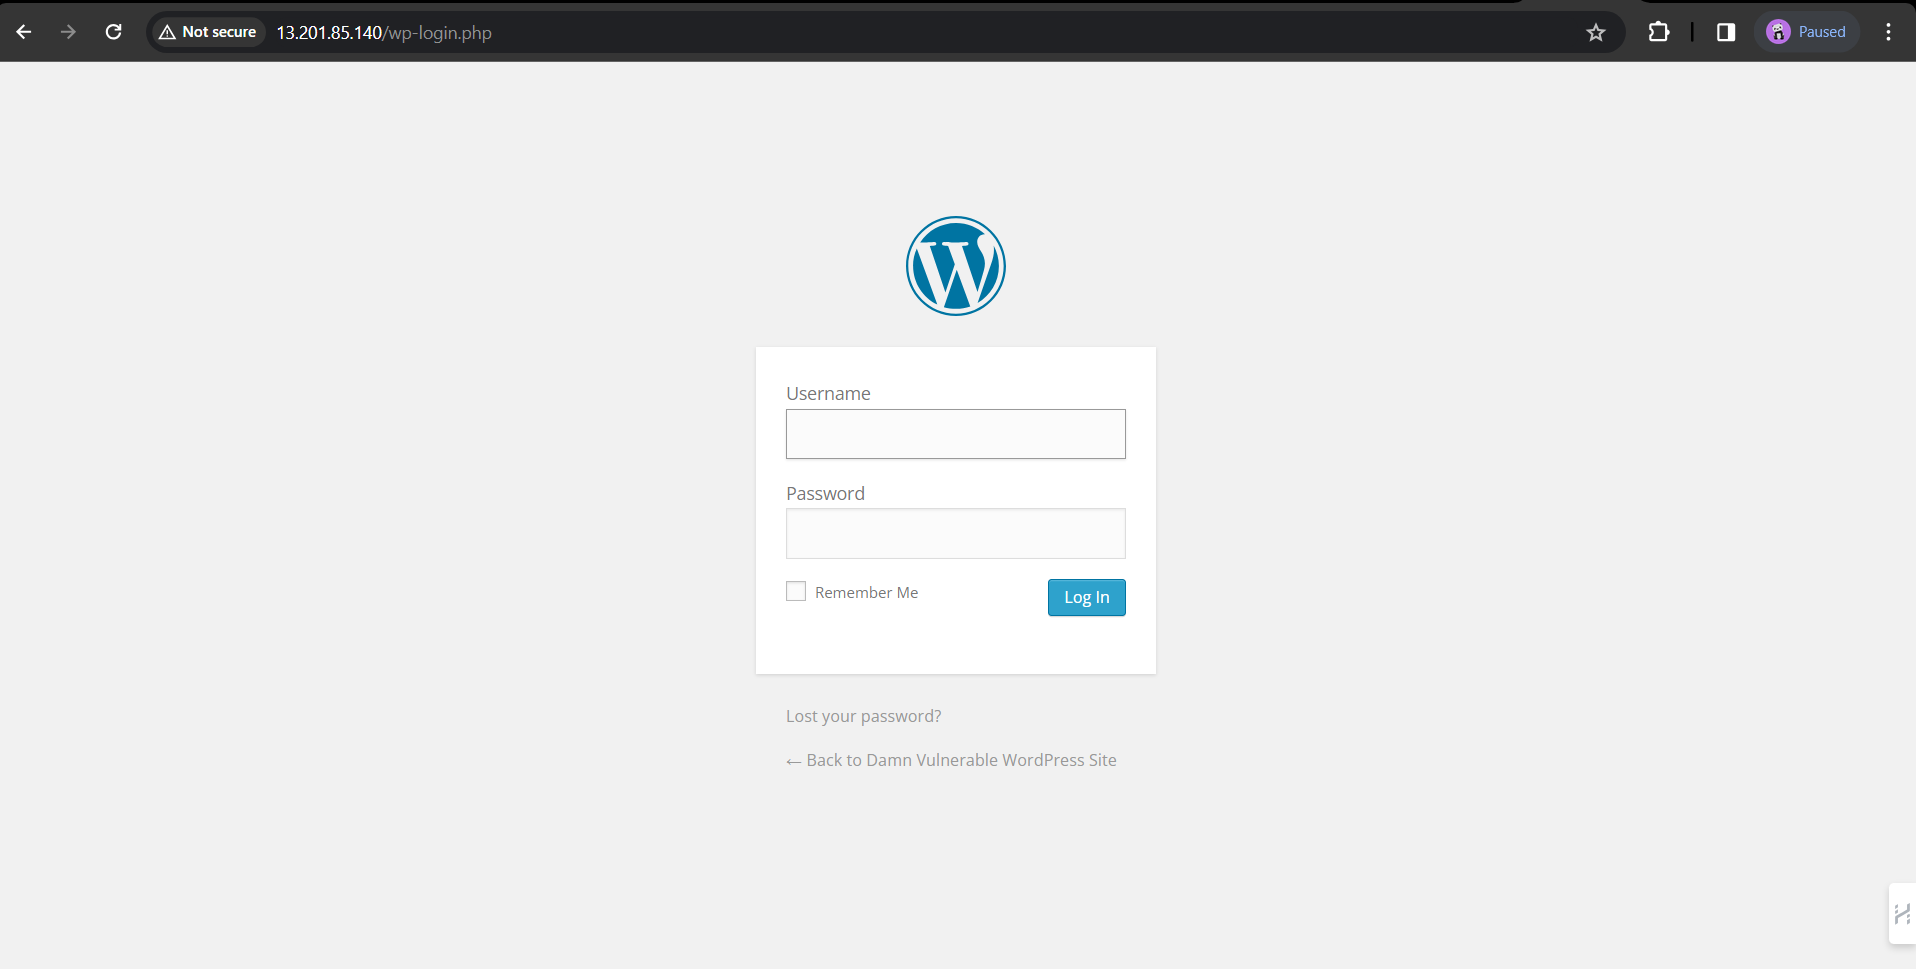 Not secure 13.201.85.140/wp-login.php Paused
Username
Password
Remember Me Log In
Lost your password?
← Back to Damn Vulnerable WordPress Site